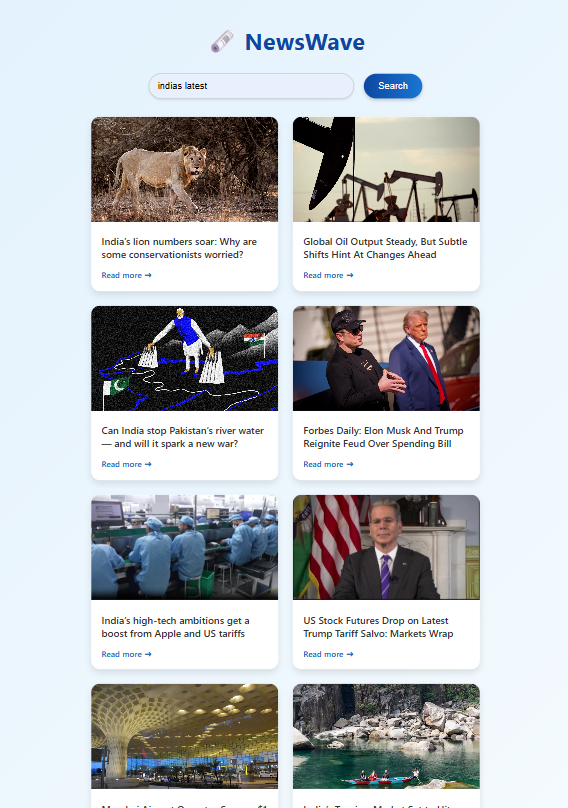 NewsWave
indias latest
Search
India's lion numbers soar: Why are
some conservationists worried?
Read more →
Global Oil Output Steady, But Subtle
Shifts Hint At Changes Ahead
Read more →
Can India stop Pakistan's river water
— and will it spark a new war?
Read more →
Forbes Daily: Elon Musk And Trump
Reignite Feud Over Spending Bill
Read more →
India's high-tech ambitions get a
boost from Apple and US tariffs
Read more →
US Stock Futures Drop on Latest
Trump Tariff Salvo: Markets Wrap
Read more →